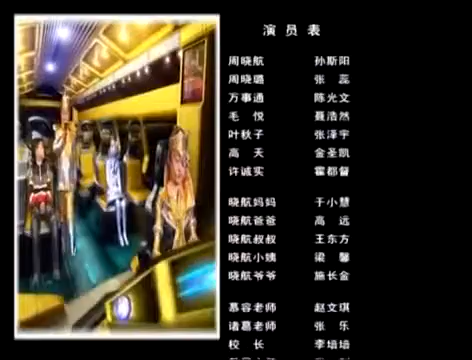 演员表
周晓航 孙斯阳
周晓璐 张蕊
万事通 陈光文
毛悦 聂浩然
叶秋子 张泽宇
高天 金圣凯
许诚实 霍都督
晓航妈妈 于小慧
晓航爸爸 高远
晓航叔叔 王东方
晓航小姨 梁馨
晓航爷爷 施长金
慕容老师 赵文琪
诸葛老师 张乐
校长 李培培